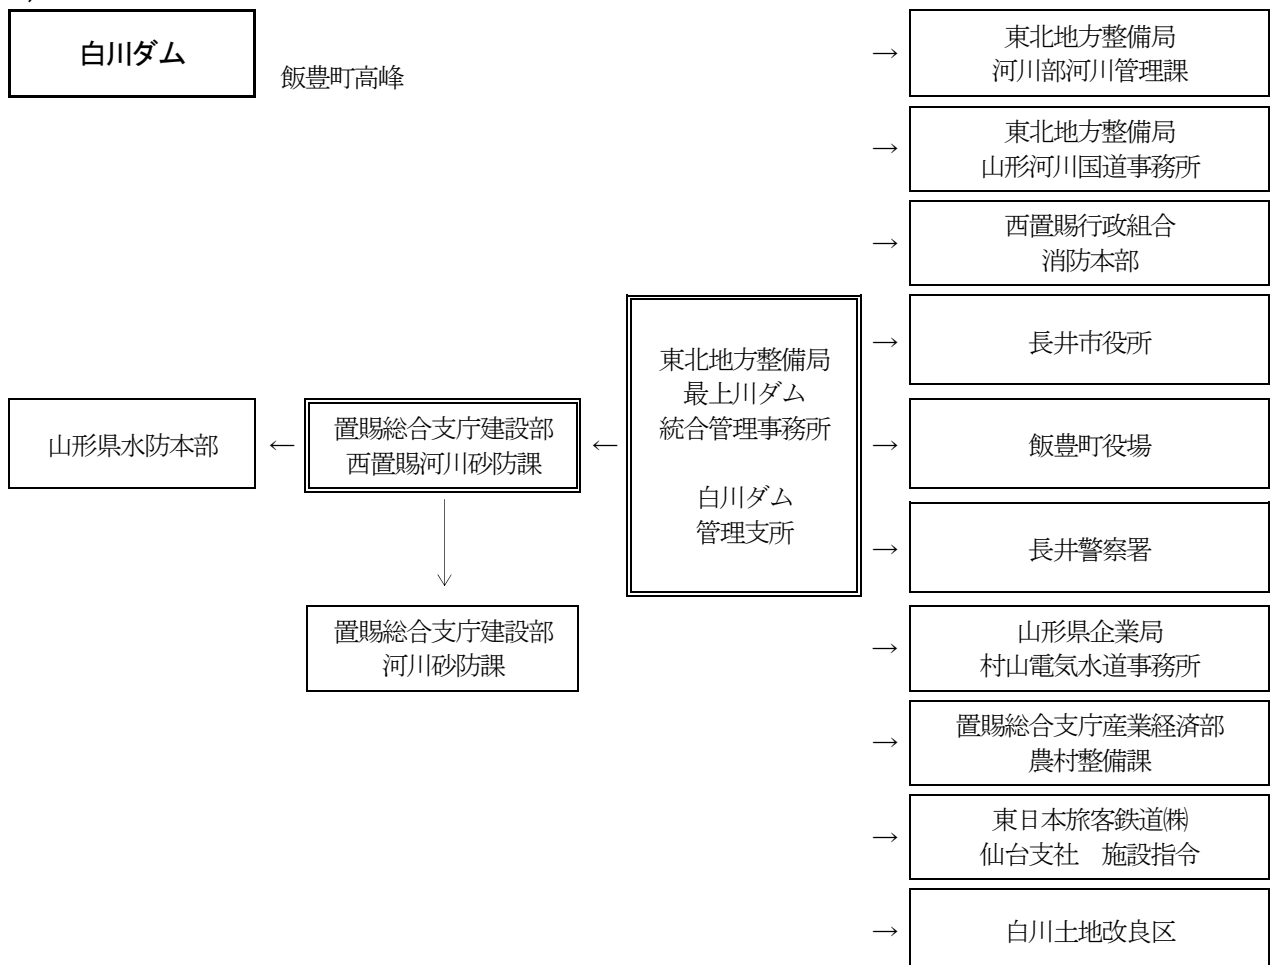 白川ダム
飯豊町高峰
→
東北地方整備局
河川部河川管理課
→
東北地方整備局
山形河川国道事務所
→
西置賜行政組合
消防本部
→
長井市役所
東北地方整備局
最上川ダム
統合管理事務所
白川ダム
管理支所
山形県水防本部
←
置賜総合支庁建設部
西置賜河川砂防課
←
→
飯豊町役場
→
長井警察署
置賜総合支庁建設部
河川砂防課
→
山形県企業局
村山電気水道事務所
→
置賜総合支庁産業経済部
農村整備課
→
東日本旅客鉄道㈱
仙台支社　施設指令
→
白川土地改良区